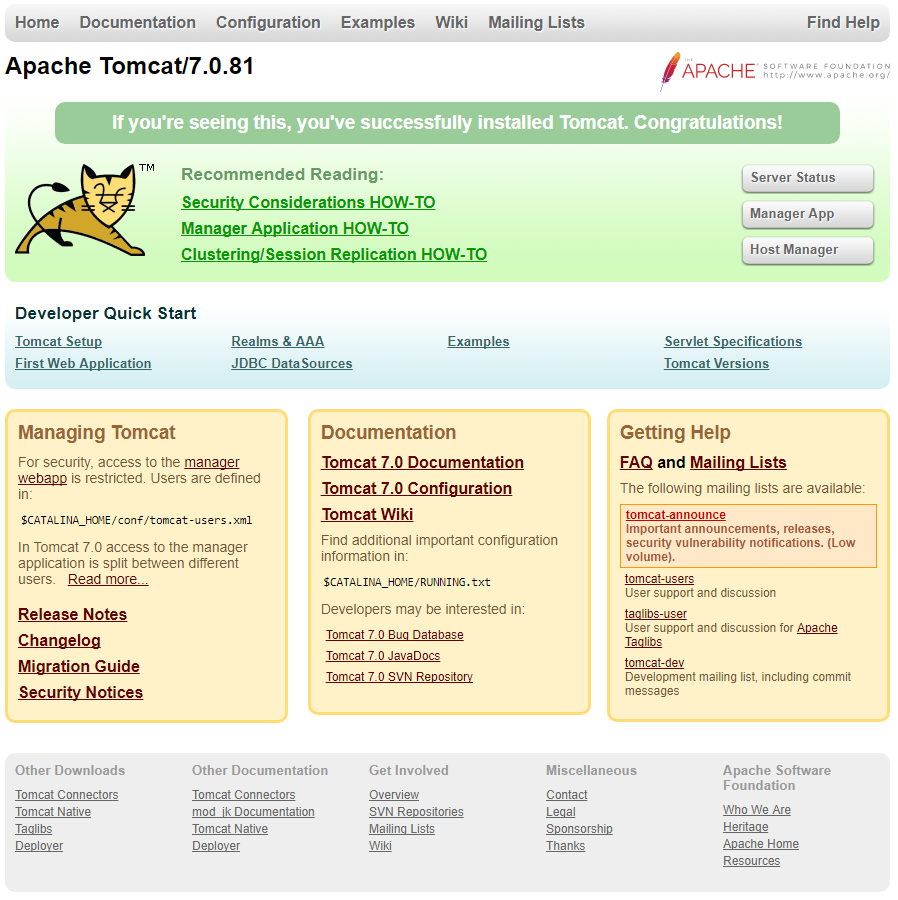 Home Documentation Configuration Examples Wiki Mailing Lists Find Help
Apache Tomcat/7.0.81
THE APACHE® SOFTWARE FOUNDATION
http://www.apache.org/
If you're seeing this, you've successfully installed Tomcat. Congratulations!
TM
Recommended Reading:
Security Considerations HOW-TO
Manager Application HOW-TO
Clustering/Session Replication HOW-TO
Server Status
Manager App
Host Manager
Developer Quick Start
Tomcat Setup
First Web Application
Realms & AAA
JDBC DataSources
Examples
Servlet Specifications
Tomcat Versions
Managing Tomcat
For security, access to the manager
webapp is restricted. Users are defined
in:
$CATALINA_HOME/conf/tomcat-users.xml
In Tomcat 7.0 access to the manager
application is split between different
users. Read more...
Release Notes
Changelog
Migration Guide
Security Notices
Documentation
Tomcat 7.0 Documentation
Tomcat 7.0 Configuration
Tomcat Wiki
Find additional important configuration
information in:
$CATALINA_HOME/RUNNING.txt
Developers may be interested in:
Tomcat 7.0 Bug Database
Tomcat 7.0 JavaDocs
Tomcat 7.0 SVN Repository
Getting Help
FAQ and Mailing Lists
The following mailing lists are available:
tomcat-announce
Important announcements, releases,
security vulnerability notifications. (Low
volume).
tomcat-users
User support and discussion
taglibs-user
User support and discussion for Apache
Taglibs
tomcat-dev
Development mailing list, including commit
messages
Other Downloads
Tomcat Connectors
Tomcat Native
Taglibs
Deployer
Other Documentation
Tomcat Connectors
mod_jk Documentation
Tomcat Native
Deployer
Get Involved
Overview
SVN Repositories
Mailing Lists
Wiki
Miscellaneous
Contact
Legal
Sponsorship
Thanks
Apache Software
Foundation
Who We Are
Heritage
Apache Home
Resources